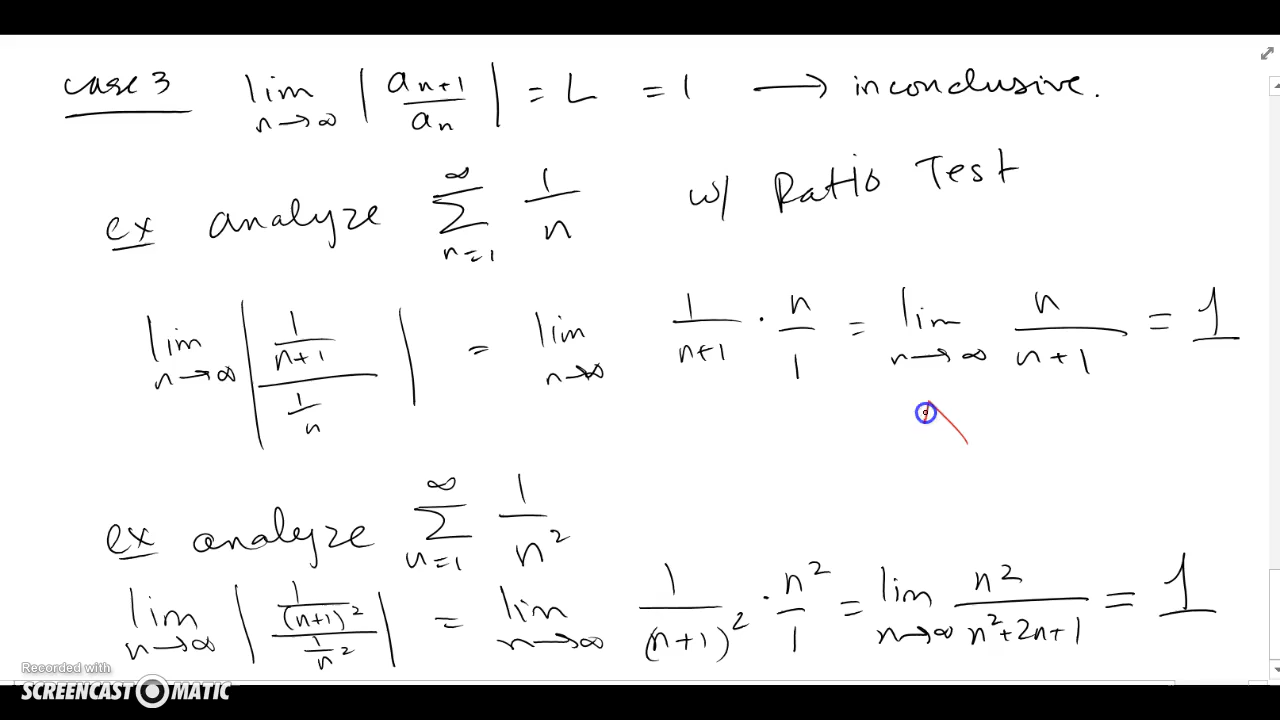 case 3 lim n→∞ | aₙ₊₁ / aₙ | = L = 1 → inconclusive.
ex analyze ∞ Σ n=1 1/n w/ Ratio Test
lim n→∞ | (1/(n+1)) / (1/n) | = lim n→∞ 1/(n+1) · n/1 = lim n→∞ n/(n+1) = 1
ex analyze ∞ Σ n=1 1/n²
lim n→∞ | (1/(n+1)²) / (1/n²) | = lim n→∞ 1/(n+1)² · n²/1 = lim n→∞ n²/(n²+2n+1) = 1
Recorded with
SCREENCAST-O-MATIC